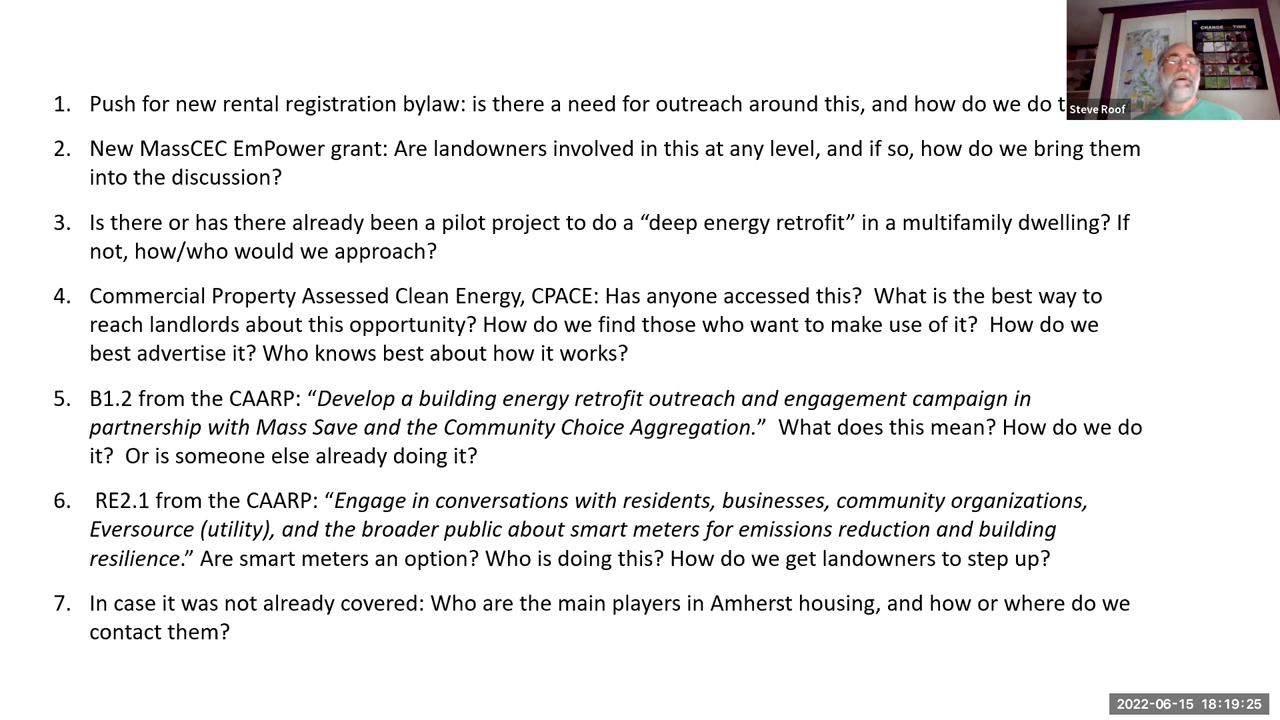 1. Push for new rental registration bylaw: is there a need for outreach around this, and how do we do
2. New MassCEC EmPower grant: Are landowners involved in this at any level, and if so, how do we bring them
into the discussion?
3. Is there or has there already been a pilot project to do a “deep energy retrofit” in a multifamily dwelling? If
not, how/who would we approach?
4. Commercial Property Assessed Clean Energy, CPACE: Has anyone accessed this?  What is the best way to
reach landlords about this opportunity? How do we find those who want to make use of it?  How do we
best advertise it? Who knows best about how it works?
5. B1.2 from the CAARP: “Develop a building energy retrofit outreach and engagement campaign in
partnership with Mass Save and the Community Choice Aggregation.”  What does this mean? How do we do
it?  Or is someone else already doing it?
6. RE2.1 from the CAARP: “Engage in conversations with residents, businesses, community organizations,
Eversource (utility), and the broader public about smart meters for emissions reduction and building
resilience.” Are smart meters an option? Who is doing this? How do we get landowners to step up?
7. In case it was not already covered: Who are the main players in Amherst housing, and how or where do we
contact them?
CHANGE TIME
Steve Roof
2022-06-15 18:19:25